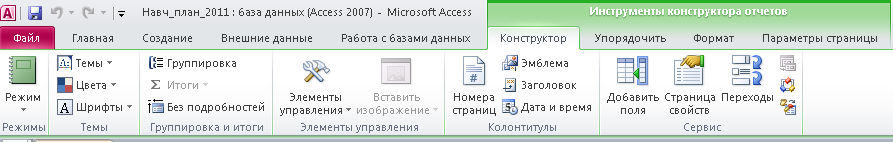 Навч_план_2011 : база данных (Access 2007) - Microsoft Access
Инструменты конструктора отчетов
Файл Главная Создание Внешние данные Работа с базами данных Конструктор Упорядочить Формат Параметры страницы
Режим
Режимы
Темы
Цвета
Шрифты
Темы
Группировка
Итоги
Без подробностей
Группировка и итоги
Элементы
управления
Вставить
изображение
Элементы управления
Номера
страниц
Эмблема
Заголовок
Дата и время
Колонтитулы
Добавить
поля
Страница
свойств
Переходы
Сервис